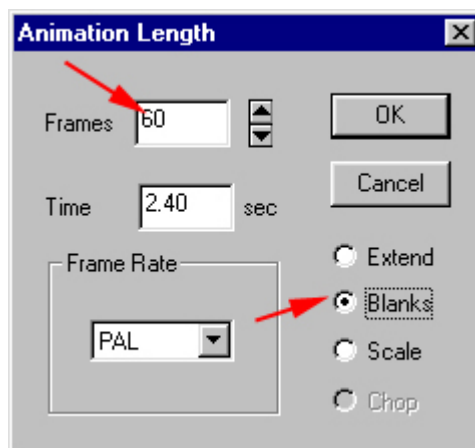 Animation Length
Frames 60
OK
Cancel
Time 2.40 sec
Frame Rate
PAL
Extend
Blanks
Scale
Chop